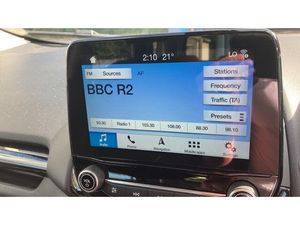 2:10 21°
FM Sources AF
Stations
BBC R2
Frequency
Traffic (TA)
Presets
Radio 1 103.30 108.00 88.30 98.10
Audio Phone Navigation Mobile apps